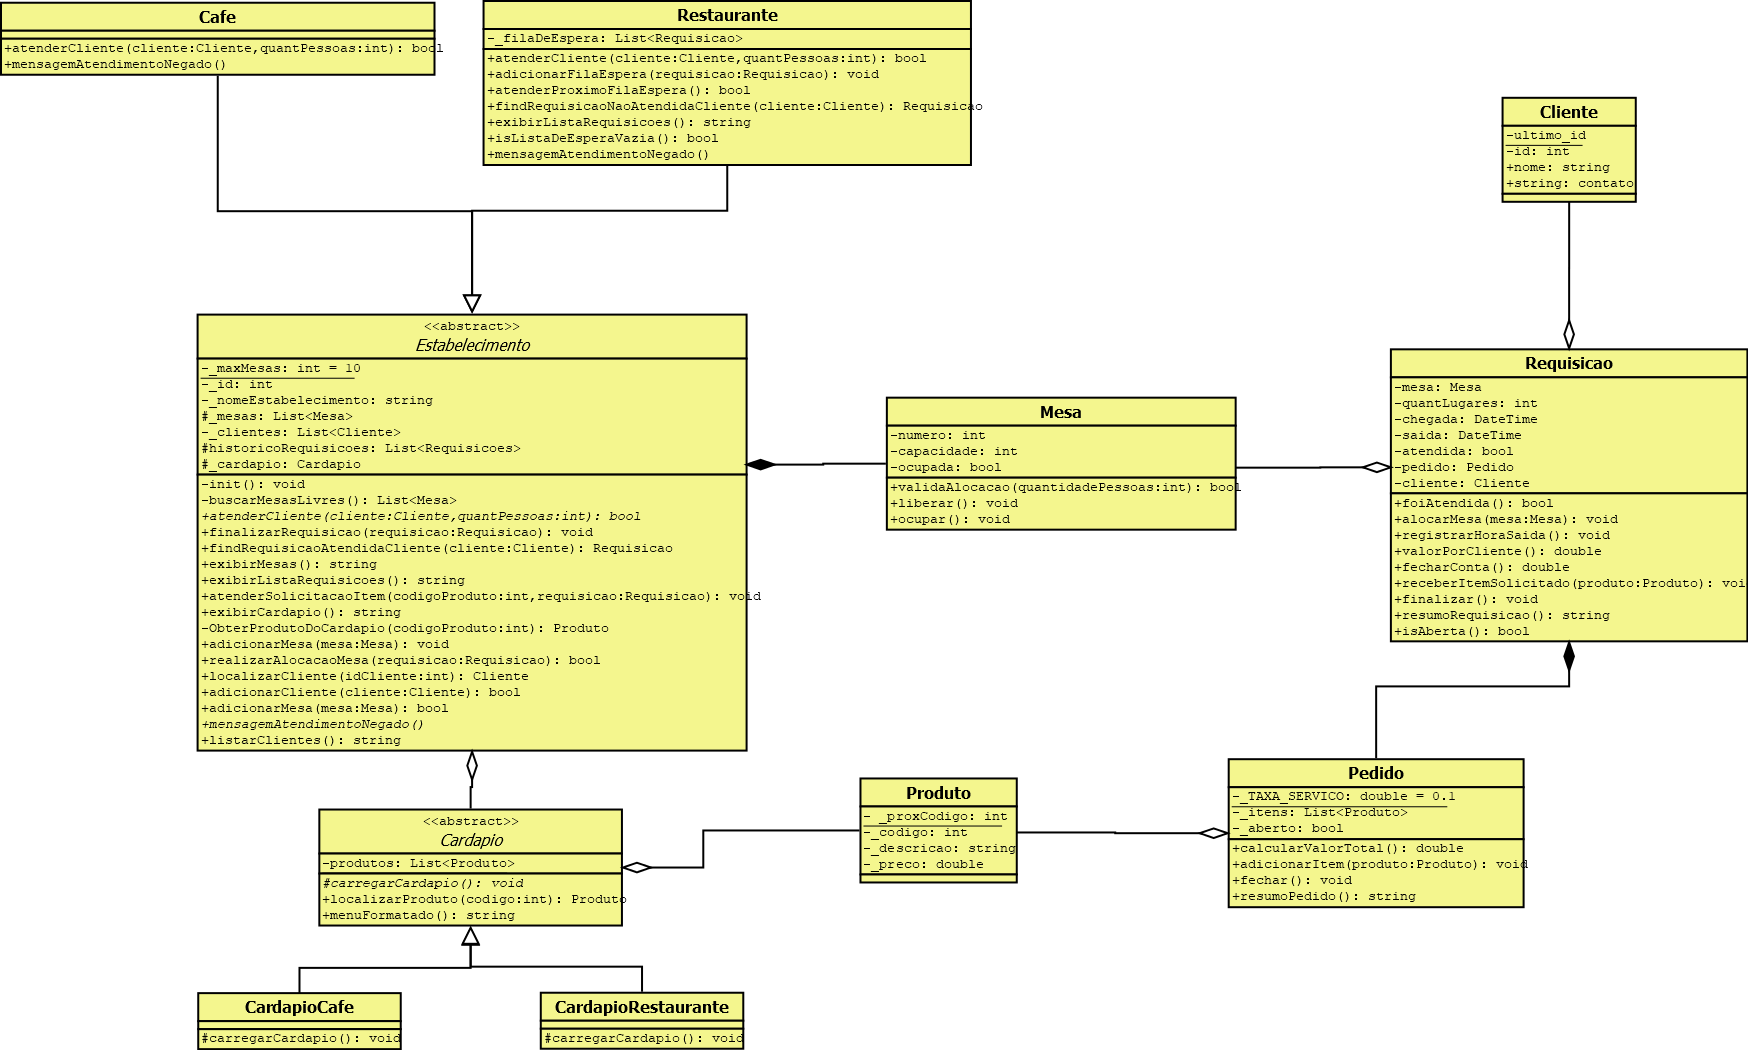 Cafe
+atenderCliente(cliente:Cliente,quantPessoas:int): bool
+mensagemAtendimentoNegado()
Restaurante
-_filaDeEspera: List<Requisicao>
+atenderCliente(cliente:Cliente,quantPessoas:int): bool
+adicionarFilaEspera(requisicao:Requisicao): void
+atenderProximoFilaEspera(): bool
+findRequisicaoNaoAtendidaCliente(cliente:Cliente): Requisicao
+exibirListaRequisicoes(): string
+isListaDeEsperaVazia(): bool
+mensagemAtendimentoNegado()
Cliente
-ultimo_id
-id: int
+nome: string
+string: contato
<<abstract>>
Estabelecimento
-_maxMesas: int = 10
-_id: int
-_nomeEstabelecimento: string
#_mesas: List<Mesa>
-_clientes: List<Cliente>
#historicoRequisicoes: List<Requisicoes>
#_cardapio: Cardapio
-init(): void
-buscarMesasLivres(): List<Mesa>
+atenderCliente(cliente:Cliente,quantPessoas:int): bool
+finalizarRequisicao(requisicao:Requisicao): void
+findRequisicaoAtendidaCliente(cliente:Cliente): Requisicao
+exibirMesas(): string
+exibirListaRequisicoes(): string
+atenderSolicitacaoItem(codigoProduto:int,requisicao:Requisicao): void
+exibirCardapio(): string
-ObterProdutoDoCardapio(codigoProduto:int): Produto
+adicionarMesa(mesa:Mesa): void
+realizarAlocacaoMesa(requisicao:Requisicao): bool
+localizarCliente(idCliente:int): Cliente
+adicionarCliente(cliente:Cliente): bool
+adicionarMesa(mesa:Mesa): bool
+mensagemAtendimentoNegado()
+listarClientes(): string
Mesa
-numero: int
-capacidade: int
-ocupada: bool
+validaAlocacao(quantidadePessoas:int): bool
+liberar(): void
+ocupar(): void
Requisicao
-mesa: Mesa
-quantLugares: int
-chegada: DateTime
-saida: DateTime
-atendida: bool
-pedido: Pedido
-cliente: Cliente
+foiAtendida(): bool
+alocarMesa(mesa:Mesa): void
+registrarHoraSaida(): void
+valorPorCliente(): double
+fecharConta(): double
+receberItemSolicitado(produto:Produto): voi
+finalizar(): void
+resumoRequisicao(): string
+isAberta(): bool
<<abstract>>
Cardapio
-produtos: List<Produto>
#carregarCardapio(): void
+localizarProduto(codigo:int): Produto
+menuFormatado(): string
Produto
- _proxCodigo: int
-_codigo: int
-_descricao: string
-_preco: double
Pedido
-_TAXA_SERVICO: double = 0.1
-_itens: List<Produto>
-_aberto: bool
+calcularValorTotal(): double
+adicionarItem(produto:Produto): void
+fechar(): void
+resumoPedido(): string
CardapioCafe
#carregarCardapio(): void
CardapioRestaurante
#carregarCardapio(): void